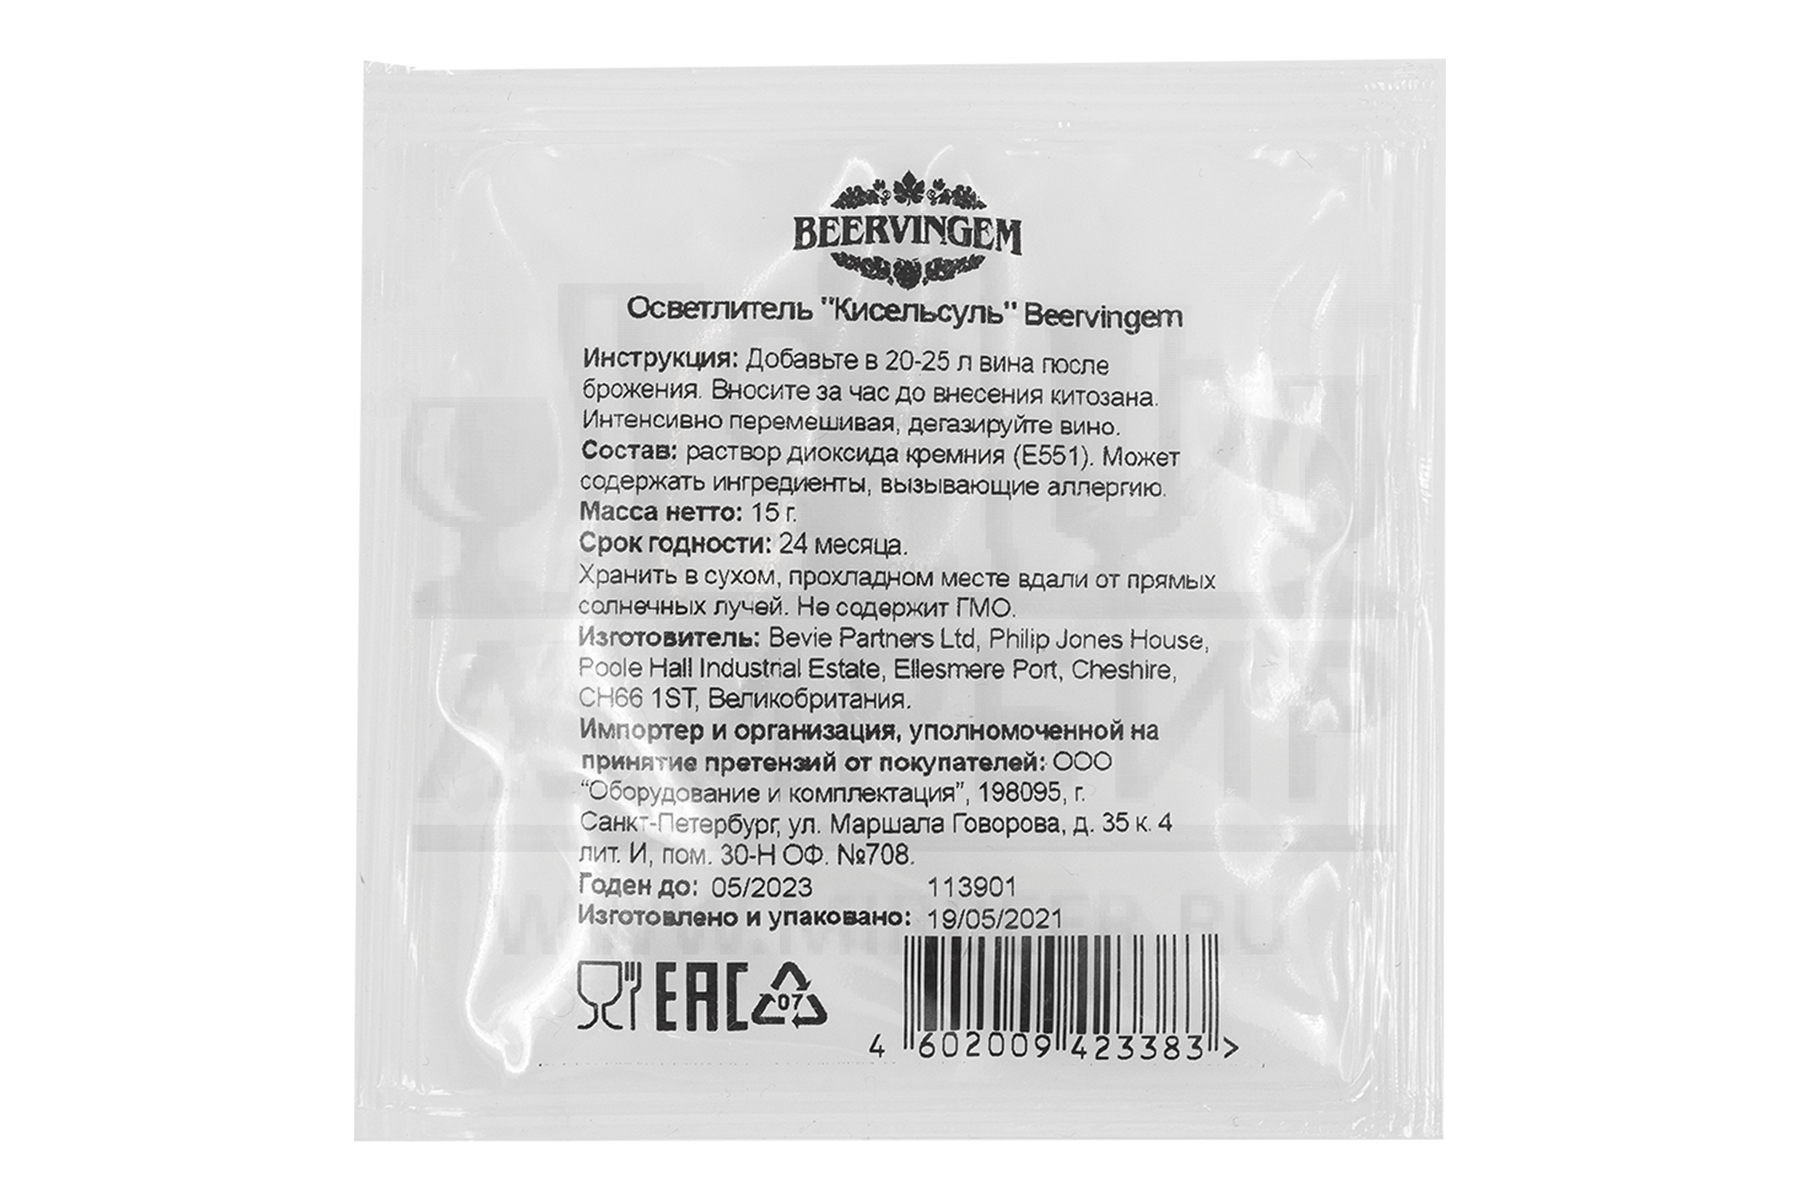 BEERVINGEM
Осветлитель "Кисельсуль" Beervingem
Инструкция: Добавьте в 20-25 л вина после
брожения. Вносите за час до внесения китозана.
Интенсивно перемешивая, дегазируйте вино.
Состав: раствор диоксида кремния (Е551). Может
содержать ингредиенты, вызывающие аллергию.
Масса нетто: 15 г.
Срок годности: 24 месяца.
Хранить в сухом, прохладном месте вдали от прямых
солнечных лучей. Не содержит ГМО.
Изготовитель: Bevie Partners Ltd, Philip Jones House,
Poole Hall Industrial Estate, Ellesmere Port, Cheshire,
CH66 1ST, Великобритания.
Импортер и организация, уполномоченной на
принятие претензий от покупателей: ООО
"Оборудование и комплектация", 198095, г.
Санкт-Петербург, ул. Маршала Говорова, д. 35 к. 4
лит. И, пом. 30-Н ОФ. №708.
Годен до: 05/2023 113901
Изготовлено и упаковано: 19/05/2021
EAC 07
4 602009 423383 >